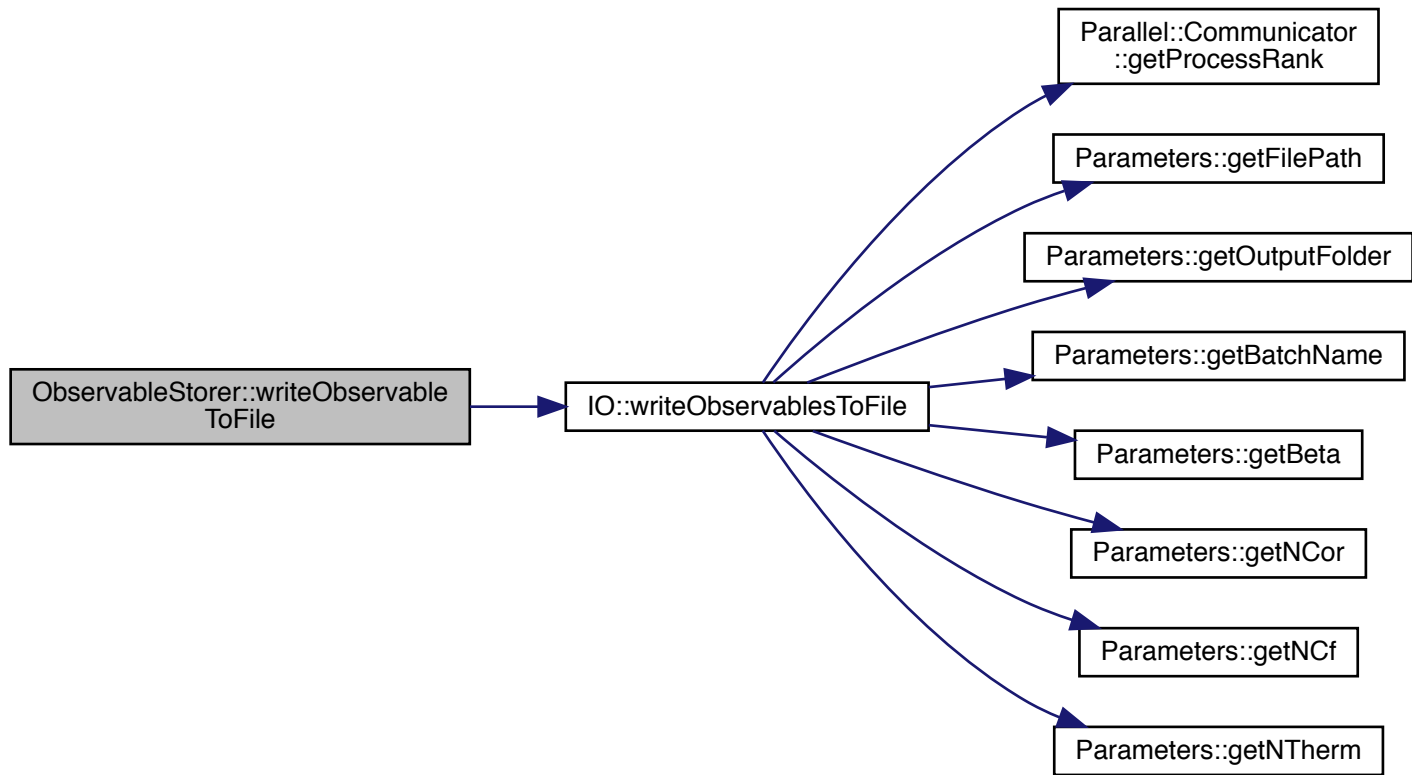 Parallel::Communicator
::getProcessRank
Parameters::getFilePath
Parameters::getOutputFolder
Parameters::getBatchName
ObservableStorer::writeObservable
ToFile
IO::writeObservablesToFile
Parameters::getBeta
Parameters::getNCor
Parameters::getNCf
Parameters::getNTherm